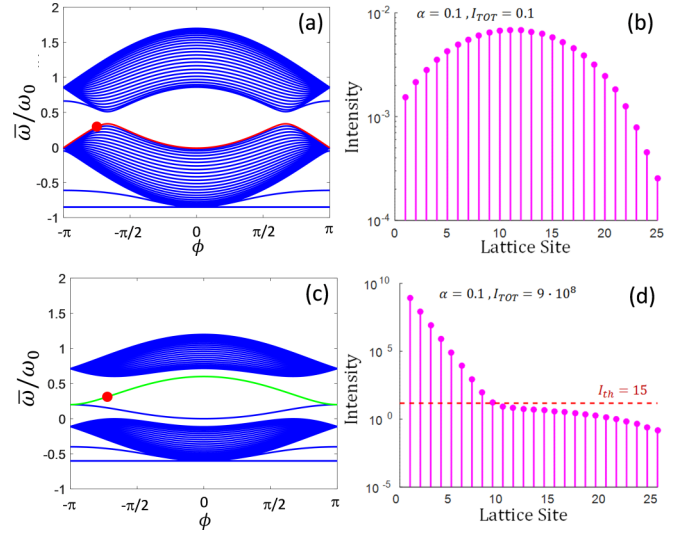 (a)
2
1.5
1
0.5
0
-0.5
-1
ω̅/ω₀
-π
-π/2
0
π/2
π
ϕ
(b)
α = 0.1 , I_TOT = 0.1
10⁻²
10⁻³
10⁻⁴
Intensity
0
5
10
15
20
25
Lattice Site
(c)
2
1.5
1
0.5
0
-0.5
-1
ω̅/ω₀
-π
-π/2
0
π/2
π
ϕ
(d)
α = 0.1 , I_TOT = 9 · 10⁸
10¹⁰
10⁵
10⁰
10⁻⁵
Intensity
I_th = 15
0
5
10
15
20
25
Lattice Site